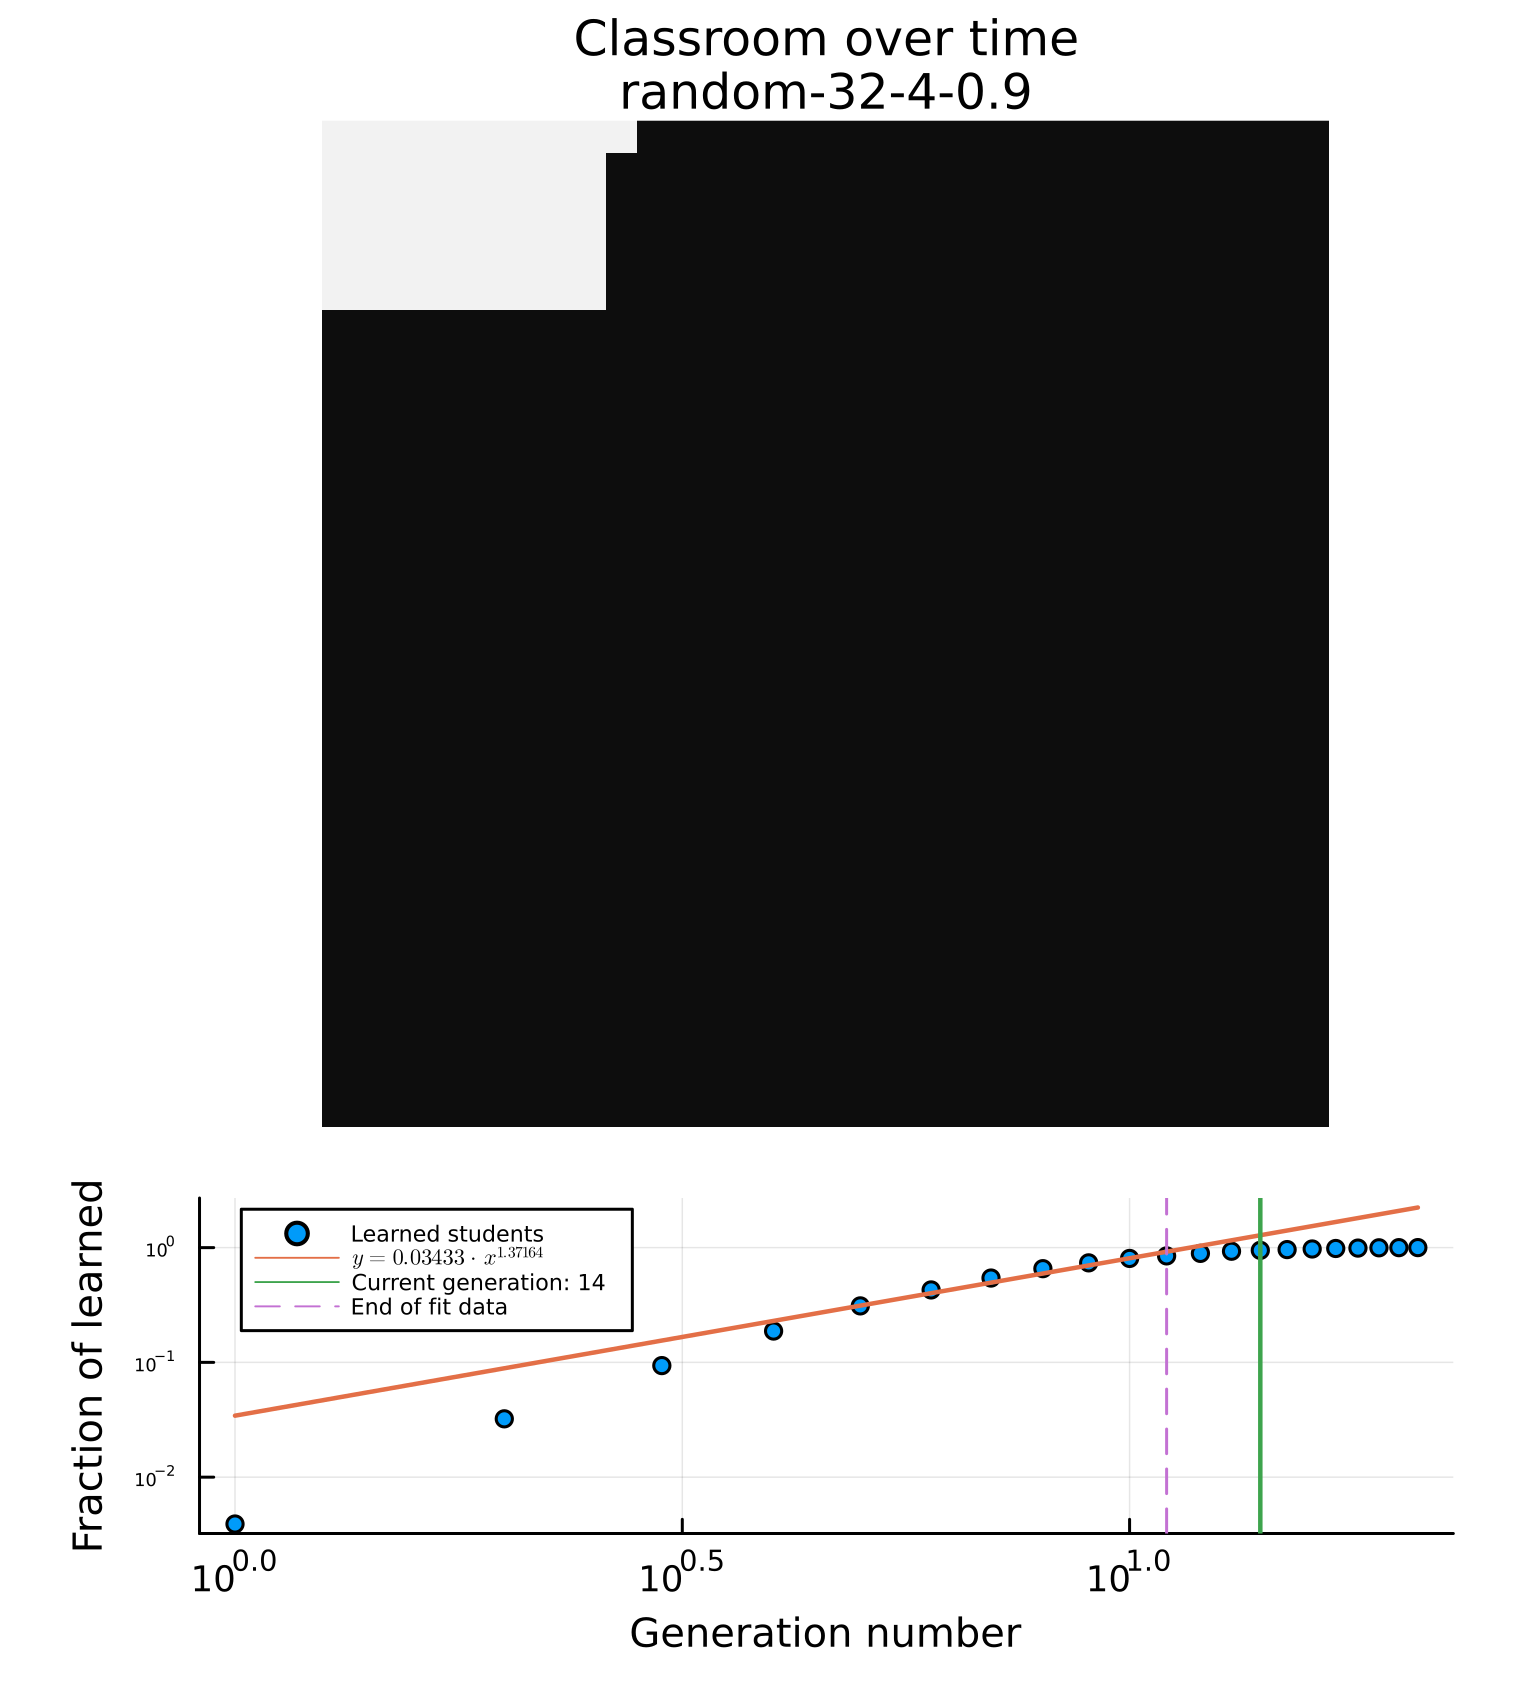 Classroom over time
random-32-4-0.9
Fraction of learned
10⁰
10⁻¹
10⁻²
Learned students
y = 0.03433 · x^1.37164
Current generation: 14
End of fit data
10^0.0 10^0.5 10^1.0
Generation number